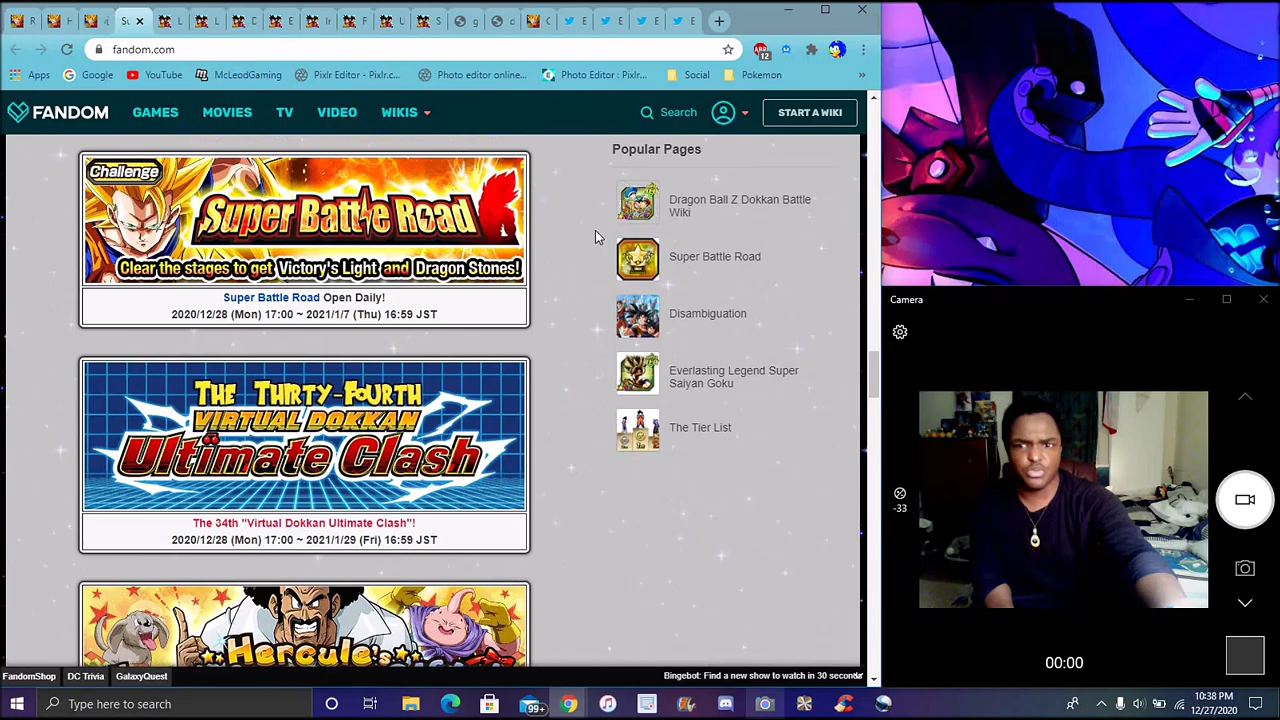 fandom.com
Apps
Google
YouTube
McLeodGaming
Pixlr Editor - Pixlr.c...
Photo editor online...
Photo Editor : Pixlr...
Social
Pokemon
»
FANDOM
GAMES
MOVIES
TV
VIDEO
WIKIS
Search
START A WIKI
Challenge
Super Battle Road
Clear the stages to get Victory's Light and Dragon Stones!
Super Battle Road Open Daily!
2020/12/28 (Mon) 17:00 ~ 2021/1/7 (Thu) 16:59 JST
THE THIRTY-FOURTH
VIRTUAL DOKKAN
Ultimate Clash
The 34th "Virtual Dokkan Ultimate Clash"!
2020/12/28 (Mon) 17:00 ~ 2021/1/29 (Fri) 16:59 JST
Hercule's
Popular Pages
Dragon Ball Z Dokkan Battle
Wiki
Super Battle Road
Disambiguation
Everlasting Legend Super
Saiyan Goku
The Tier List
FandomShop
DC Trivia
GalaxyQuest
Bingebot: Find a new show to watch in 30 seconds
Camera
-33
00:00
Type here to search
99+
10:38 PM
12/27/2020